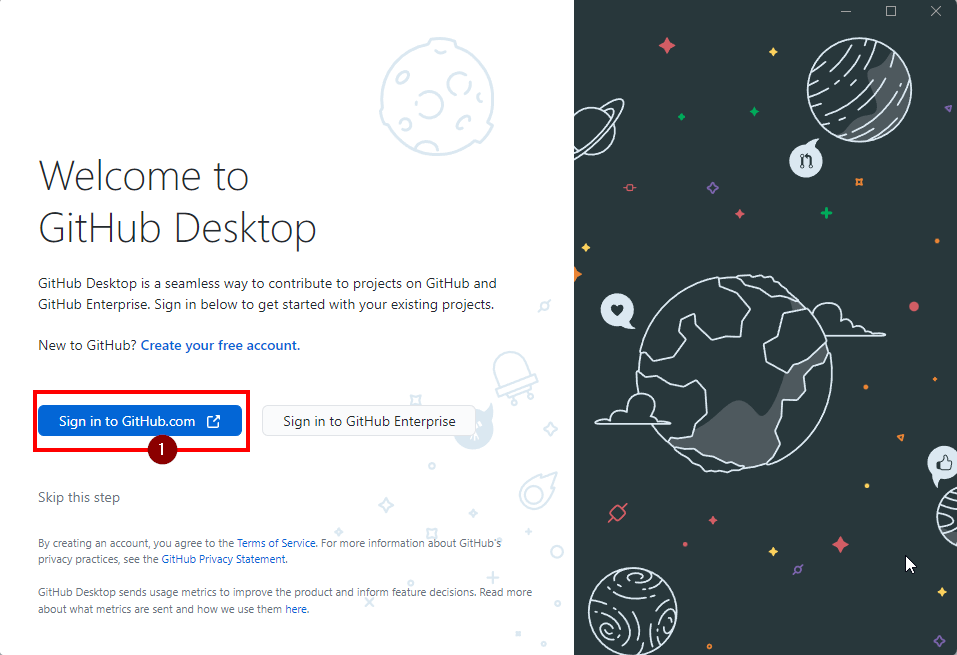 Welcome to
GitHub Desktop
GitHub Desktop is a seamless way to contribute to projects on GitHub and
GitHub Enterprise. Sign in below to get started with your existing projects.
New to GitHub? Create your free account.
Sign in to GitHub.com
Sign in to GitHub Enterprise
1
Skip this step
By creating an account, you agree to the Terms of Service. For more information about GitHub's
privacy practices, see the GitHub Privacy Statement.
GitHub Desktop sends usage metrics to improve the product and inform feature decisions. Read more
about what metrics are sent and how we use them here.